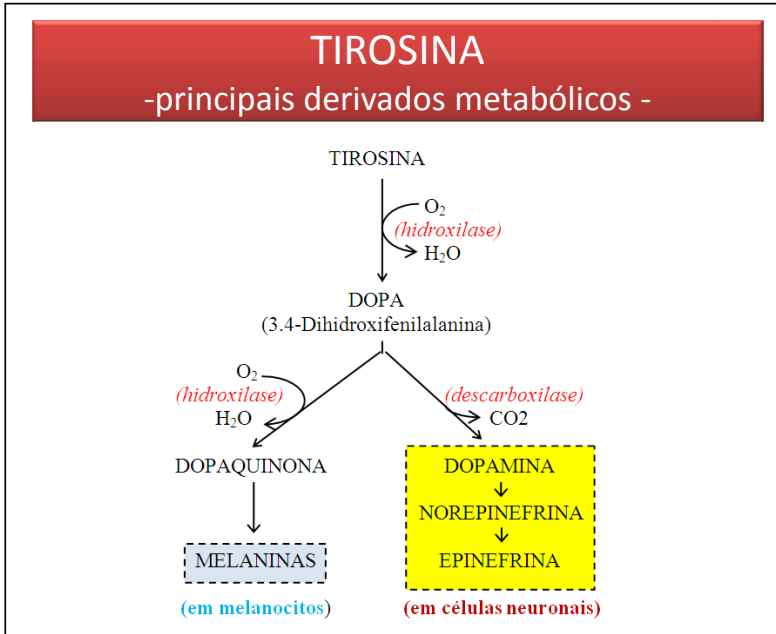 TIROSINA
-principais derivados metabólicos -
TIROSINA
O₂
(hidroxilase)
H₂O
DOPA
(3.4-Dihidroxifenilalanina)
O₂
(hidroxilase)
H₂O
(descarboxilase)
CO2
DOPAQUINONA
MELANINAS
(em melanocitos)
DOPAMINA
NOREPINEFRINA
EPINEFRINA
(em células neuronais)